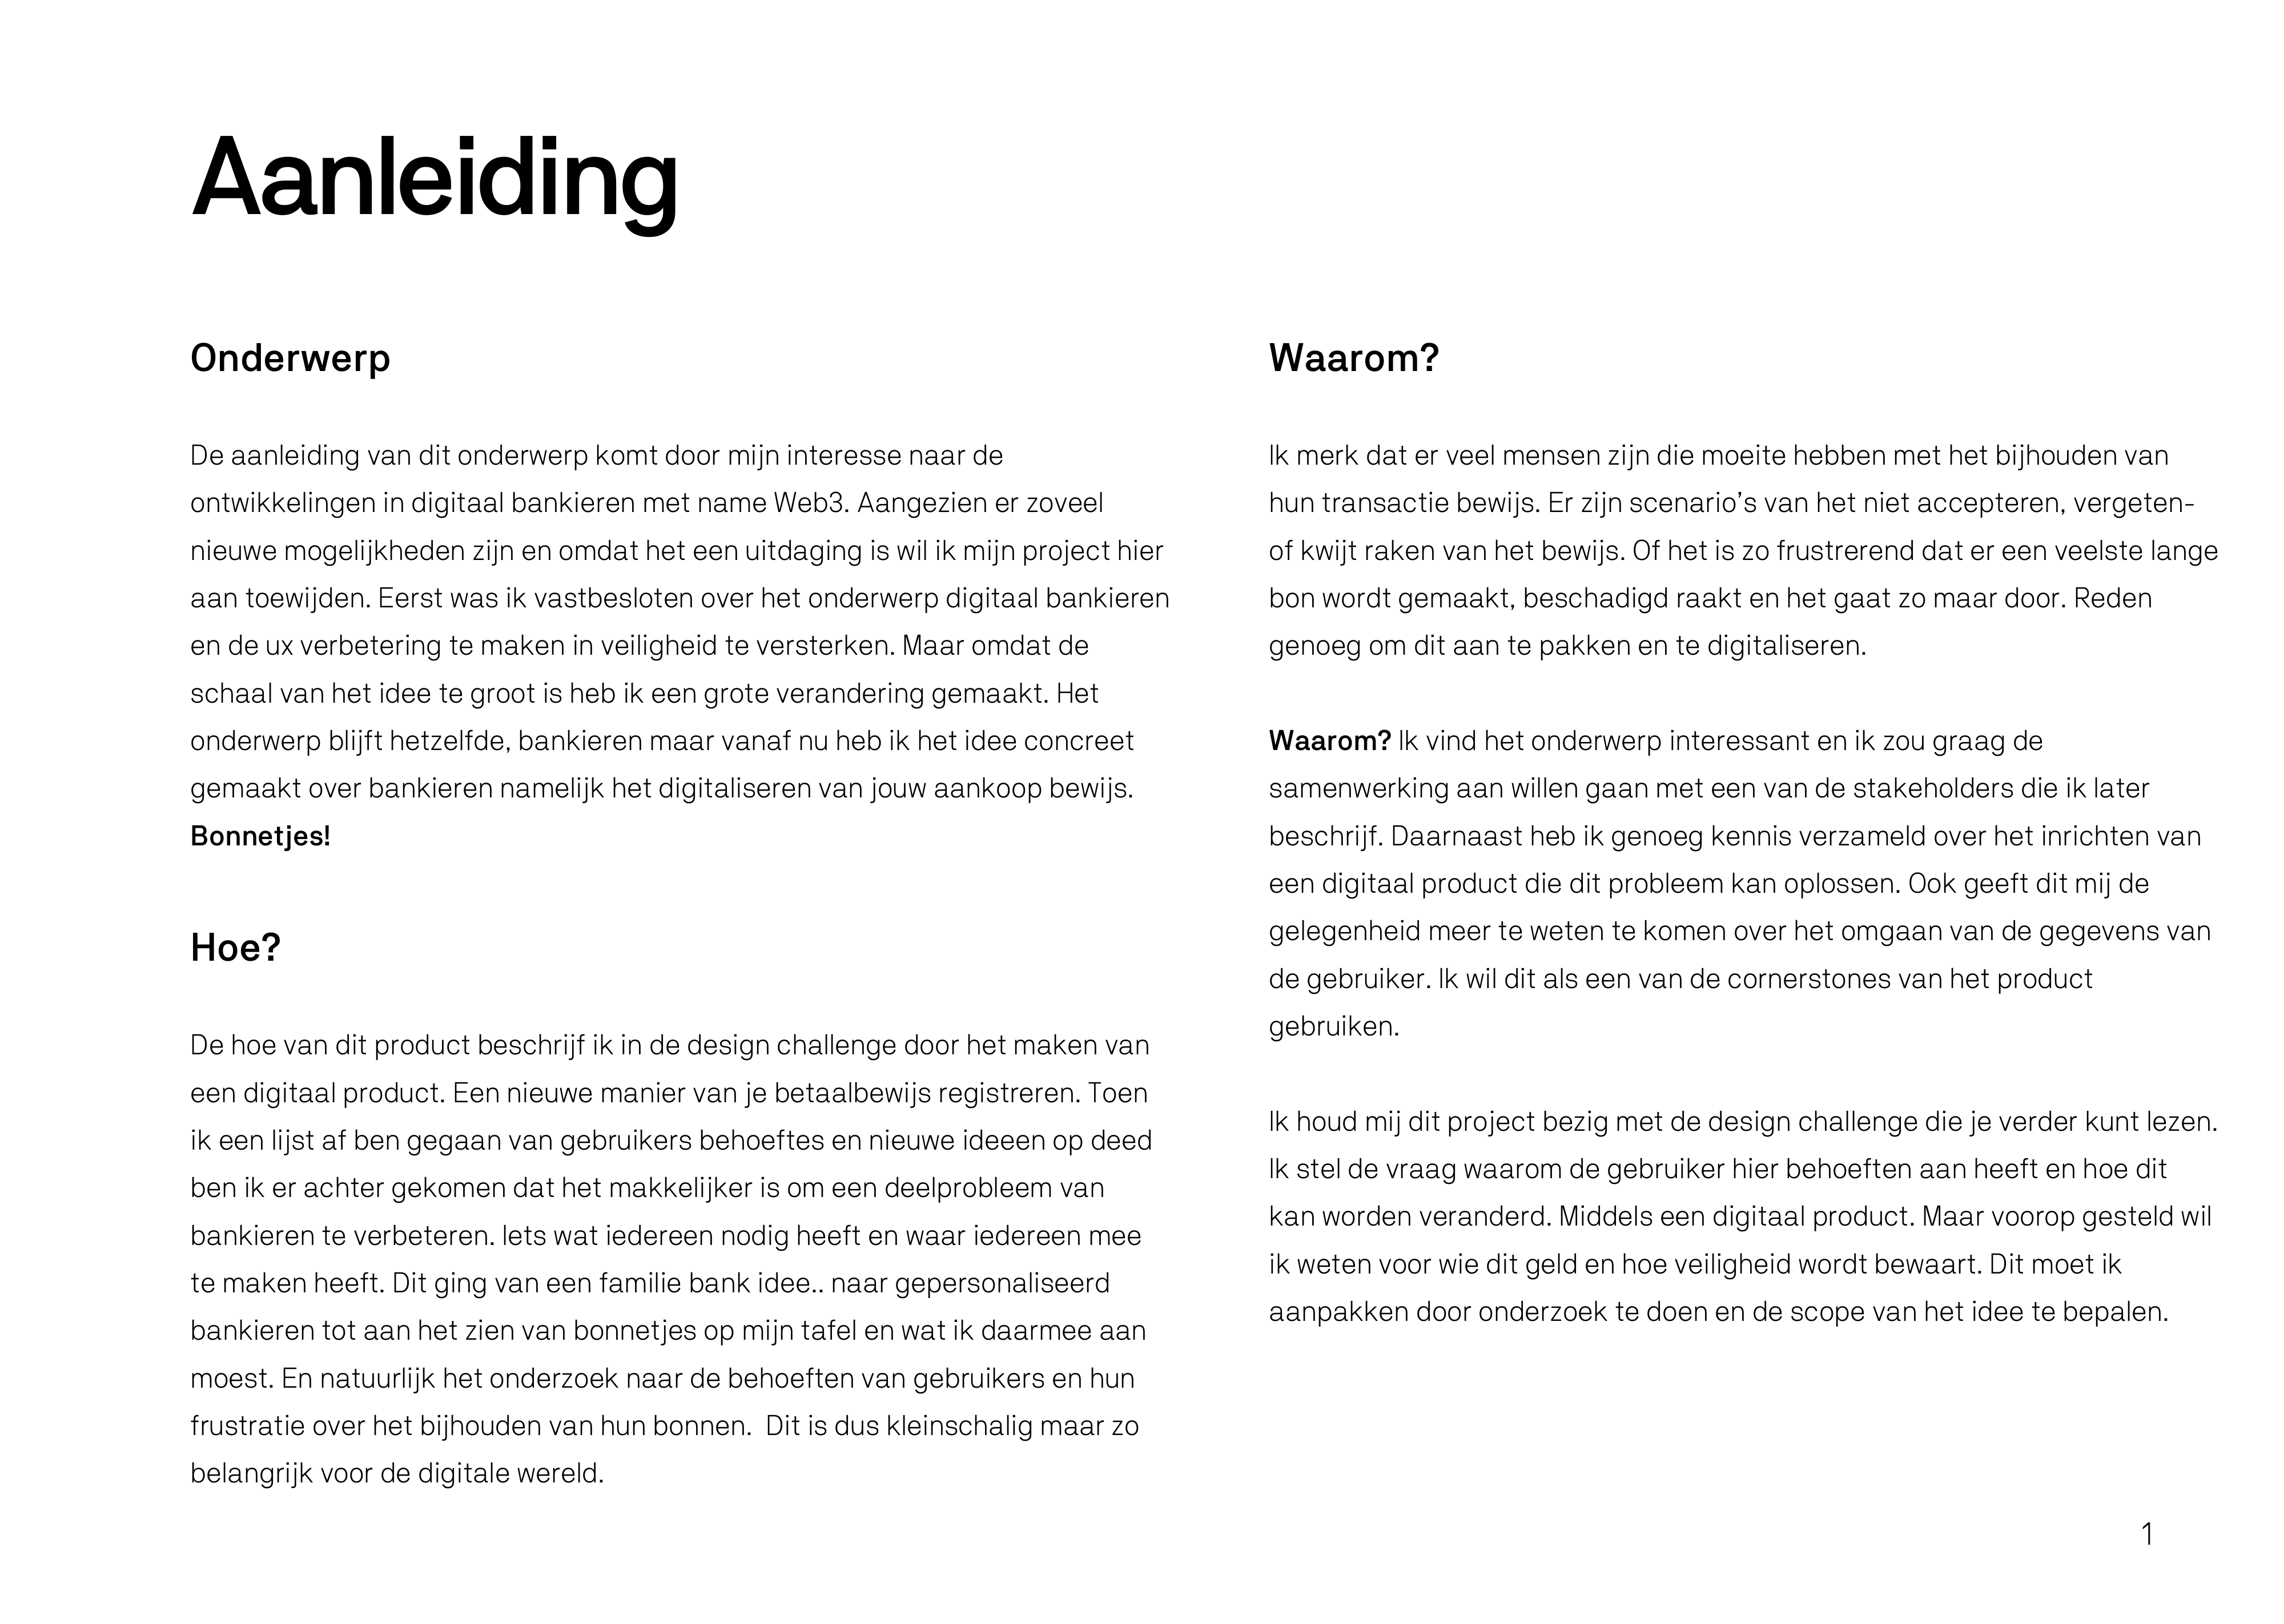 Aanleiding
Onderwerp
De aanleiding van dit onderwerp komt door mijn interesse naar de
ontwikkelingen in digitaal bankieren met name Web3. Aangezien er zoveel
nieuwe mogelijkheden zijn en omdat het een uitdaging is wil ik mijn project hier
aan toewijden. Eerst was ik vastbesloten over het onderwerp digitaal bankieren
en de ux verbetering te maken in veiligheid te versterken. Maar omdat de
schaal van het idee te groot is heb ik een grote verandering gemaakt. Het
onderwerp blijft hetzelfde, bankieren maar vanaf nu heb ik het idee concreet
gemaakt over bankieren namelijk het digitaliseren van jouw aankoop bewijs.
Bonnetjes!
Hoe?
De hoe van dit product beschrijf ik in de design challenge door het maken van
een digitaal product. Een nieuwe manier van je betaalbewijs registreren. Toen
ik een lijst af ben gegaan van gebruikers behoeftes en nieuwe ideeen op deed
ben ik er achter gekomen dat het makkelijker is om een deelprobleem van
bankieren te verbeteren. Iets wat iedereen nodig heeft en waar iedereen mee
te maken heeft. Dit ging van een familie bank idee.. naar gepersonaliseerd
bankieren tot aan het zien van bonnetjes op mijn tafel en wat ik daarmee aan
moest. En natuurlijk het onderzoek naar de behoeften van gebruikers en hun
frustratie over het bijhouden van hun bonnen.  Dit is dus kleinschalig maar zo
belangrijk voor de digitale wereld.
Waarom?
Ik merk dat er veel mensen zijn die moeite hebben met het bijhouden van
hun transactie bewijs. Er zijn scenario’s van het niet accepteren, vergeten-
of kwijt raken van het bewijs. Of het is zo frustrerend dat er een veelste lange
bon wordt gemaakt, beschadigd raakt en het gaat zo maar door. Reden
genoeg om dit aan te pakken en te digitaliseren.
Waarom? Ik vind het onderwerp interessant en ik zou graag de
samenwerking aan willen gaan met een van de stakeholders die ik later
beschrijf. Daarnaast heb ik genoeg kennis verzameld over het inrichten van
een digitaal product die dit probleem kan oplossen. Ook geeft dit mij de
gelegenheid meer te weten te komen over het omgaan van de gegevens van
de gebruiker. Ik wil dit als een van de cornerstones van het product
gebruiken.
Ik houd mij dit project bezig met de design challenge die je verder kunt lezen.
Ik stel de vraag waarom de gebruiker hier behoeften aan heeft en hoe dit
kan worden veranderd. Middels een digitaal product. Maar voorop gesteld wil
ik weten voor wie dit geld en hoe veiligheid wordt bewaart. Dit moet ik
aanpakken door onderzoek te doen en de scope van het idee te bepalen.
1